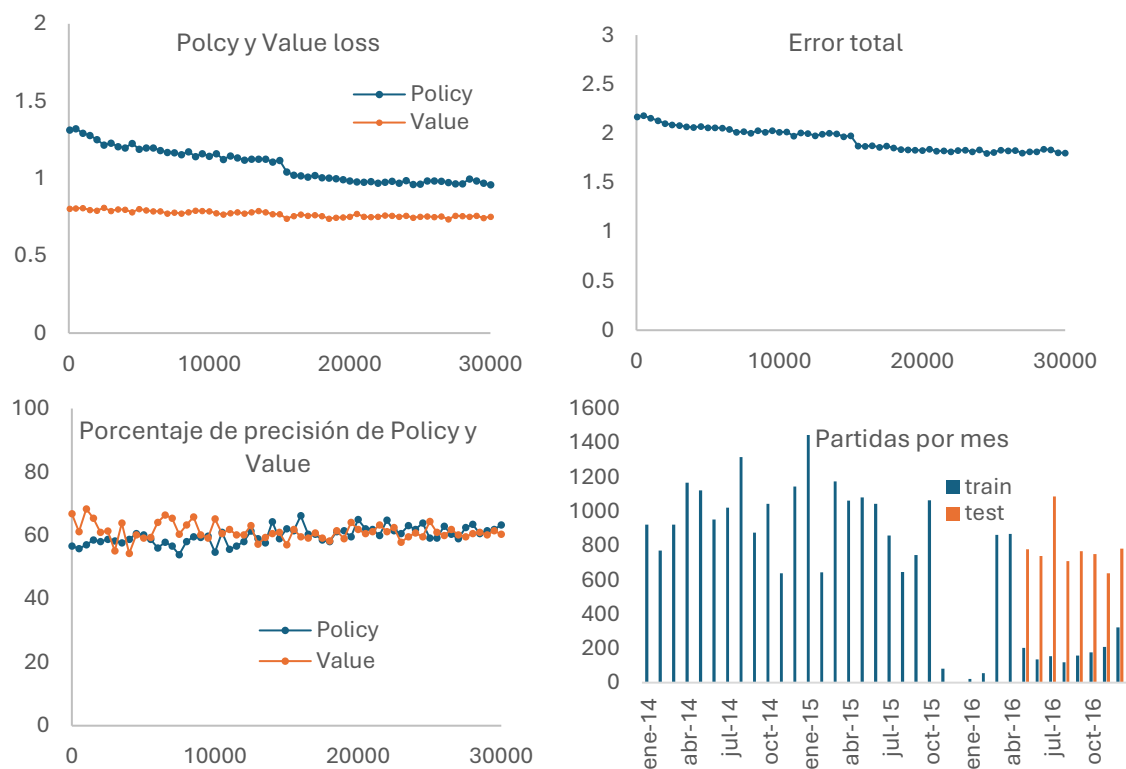 2
1.5
1
0.5
0
Polcy y Value loss
Policy
Value
0 10000 20000 30000
3
2.5
2
1.5
1
0.5
0
Error total
0 10000 20000 30000
100
80
60
40
20
0
Porcentaje de precisión de Policy y
Value
Policy
Value
0 5000 10000 15000 20000 25000 30000
1600
1400
1200
1000
800
600
400
200
0
Partidas por mes
train
test
ene-14
abr-14
jul-14
oct-14
ene-15
abr-15
jul-15
oct-15
ene-16
abr-16
jul-16
oct-16